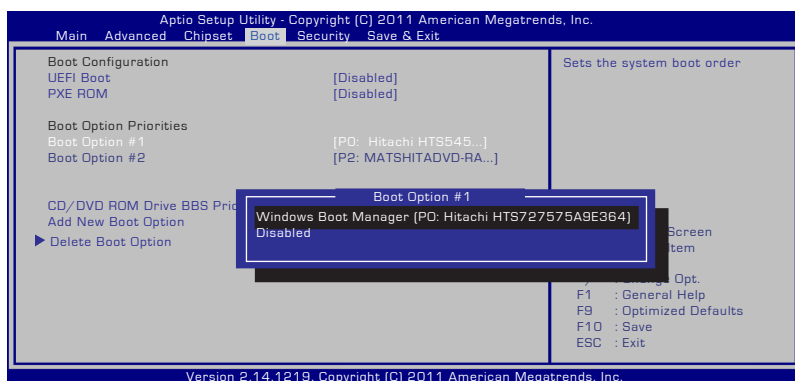 Aptio Setup Utility - Copyright (C) 2011 American Megatrends, Inc.
Main Advanced Chipset Boot Security Save & Exit
Boot Configuration
UEFI Boot [Disabled]
PXE ROM [Disabled]
Boot Option Priorities
Boot Option #1 [P0: Hitachi HTS545...]
Boot Option #2 [P2: MATSHITADVD-RA...]
CD/DVD ROM Drive BBS
Add New Boot Option
Delete Boot Option
Boot Option #1
Windows Boot Manager (P0: Hitachi HTS727575A9E364)
Disabled
Sets the system boot order
Screen
Item
Opt.
F1 : General Help
F9 : Optimized Defaults
F10 : Save
ESC : Exit
Version 2.14.1219. Copyright (C) 2011 American Megatrends, Inc.